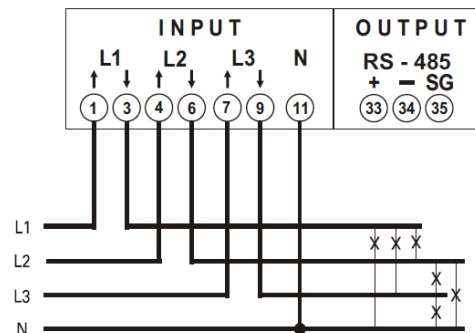 INPUT OUTPUT
L1 L2 L3 N RS - 485
+ – SG
1 3 4 6 7 9 11 33 34 35
L1
L2
L3
N